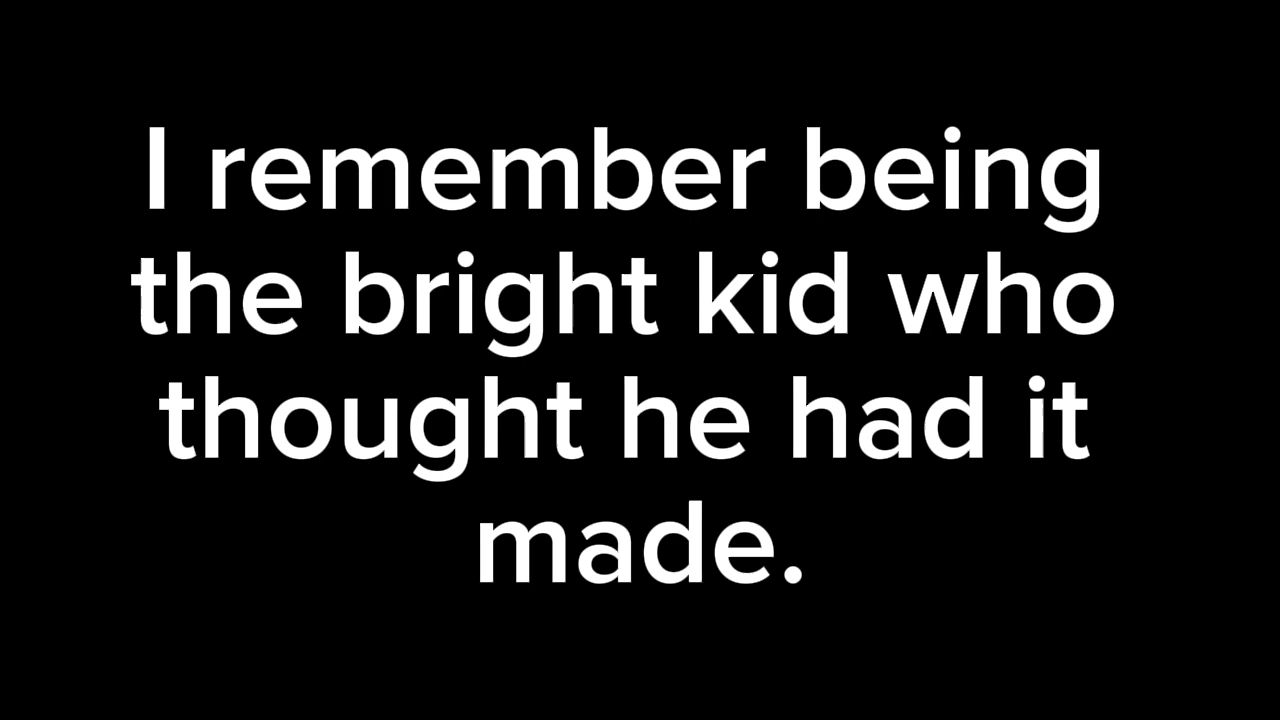 I remember being
the bright kid who
thought he had it
made.